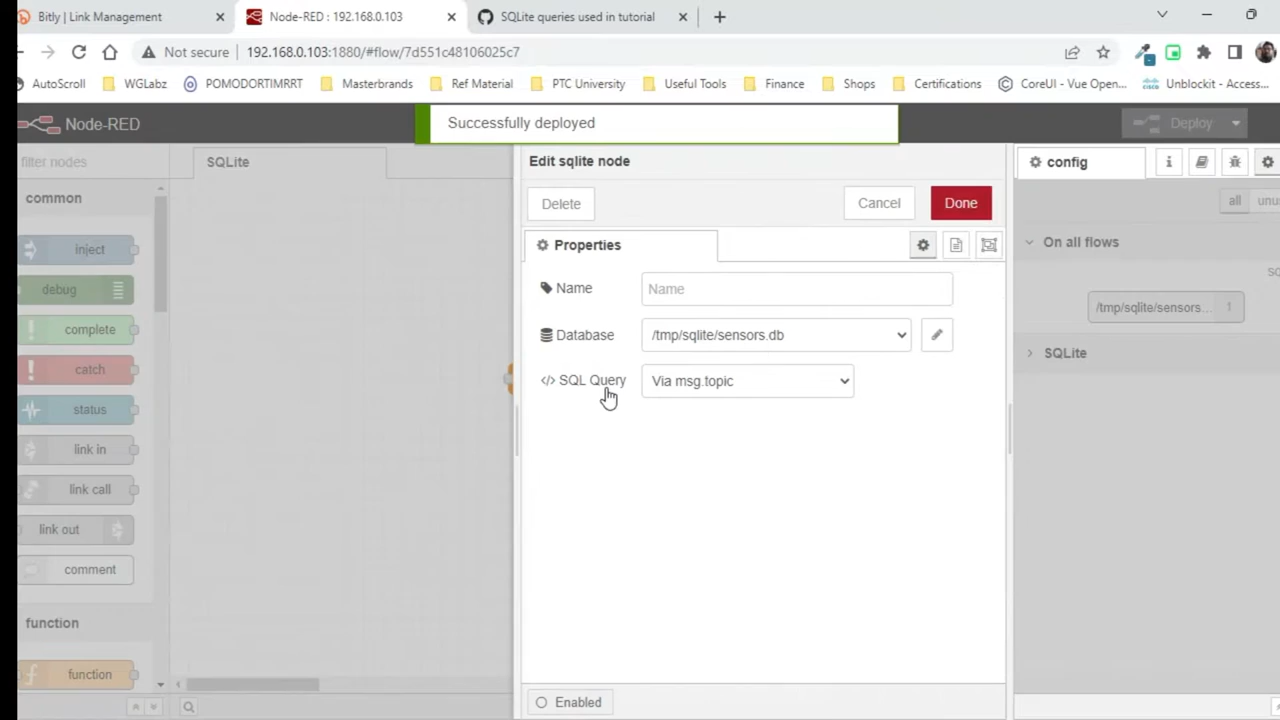 Bitly | Link Management
Node-RED : 192.168.0.103
SQLite queries used in tutorial
Not secure
192.168.0.103:1880/#flow/7d551c48106025c7
AutoScroll
WGLabz
POMODORTIMRRT
Masterbrands
Ref Material
PTC University
Useful Tools
Finance
Shops
Certifications
CoreUI - Vue Open...
Unblockit - Access...
Node-RED
Successfully deployed
Deploy
filter nodes
SQLite
Edit sqlite node
config
common
Delete
Cancel
Done
all
unu
inject
Properties
On all flows
debug
Name
Name
SQ
complete
Database
/tmp/sqlite/sensors.db
/tmp/sqlite/sensors...
1
catch
SQL Query
Via msg.topic
SQLite
status
link in
link call
link out
comment
function
function
Enabled